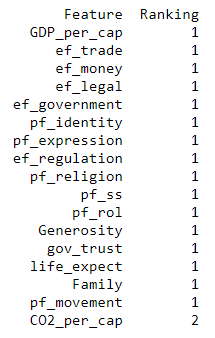 Feature Ranking
GDP_per_cap 1
ef_trade 1
ef_money 1
ef_legal 1
ef_government 1
pf_identity 1
pf_expression 1
ef_regulation 1
pf_religion 1
pf_ss 1
pf_rol 1
Generosity 1
gov_trust 1
life_expect 1
Family 1
pf_movement 1
CO2_per_cap 2